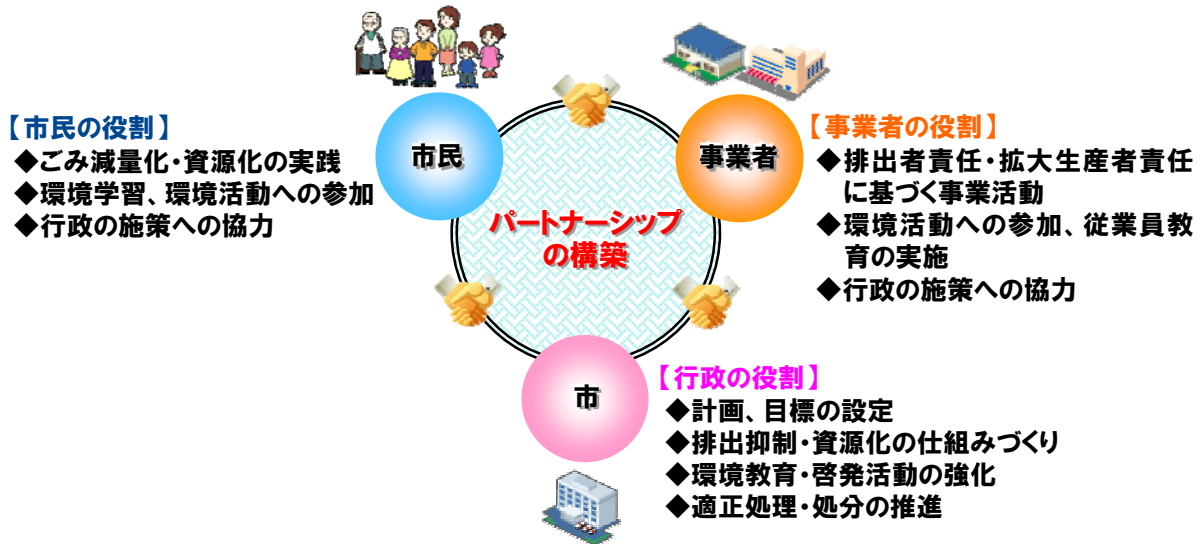 【市民の役割】
◆ごみ減量化・資源化の実践
◆環境学習、環境活動への参加
◆行政の施策への協力
市民
事業者
パートナーシップ
の構築
市
【事業者の役割】
◆排出者責任・拡大生産者責任
に基づく事業活動
◆環境活動への参加、従業員教
育の実施
◆行政の施策への協力
【行政の役割】
◆計画、目標の設定
◆排出抑制・資源化の仕組みづくり
◆環境教育・啓発活動の強化
◆適正処理・処分の推進